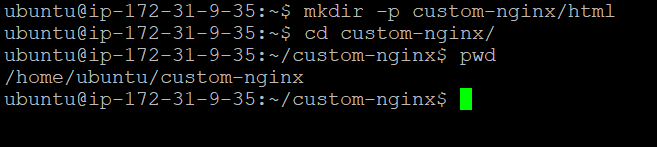 ubuntu@ip-172-31-9-35:~$ mkdir -p custom-nginx/html
ubuntu@ip-172-31-9-35:~$ cd custom-nginx/
ubuntu@ip-172-31-9-35:~/custom-nginx$ pwd
/home/ubuntu/custom-nginx
ubuntu@ip-172-31-9-35:~/custom-nginx$